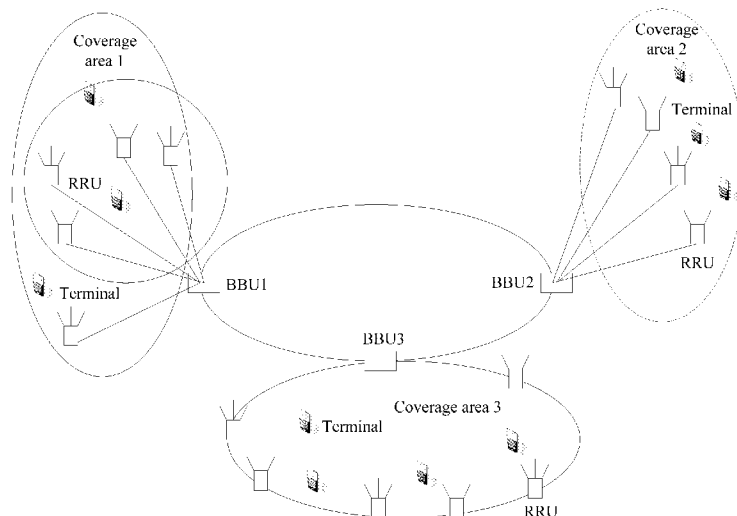 Coverage
area 1
RRU
Terminal
BBU1
Coverage
area 2
Terminal
RRU
BBU2
BBU3
Coverage area 3
Terminal
RRU